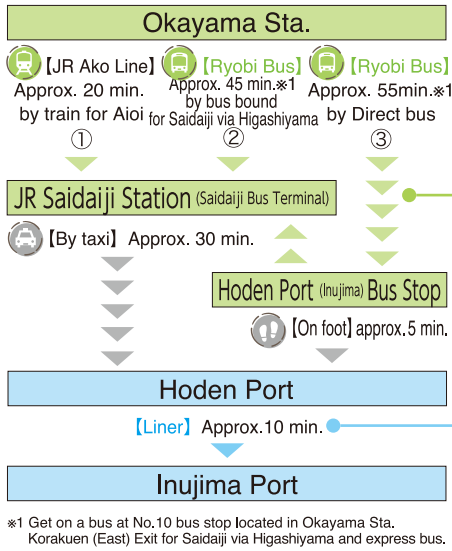 Okayama Sta.
【JR Ako Line】
Approx. 20 min.
by train for Aioi
①
【Ryobi Bus】
Approx. 45 min.※1
by bus bound
for Saidaiji via Higashiyama
②
【Ryobi Bus】
Approx. 55min.※1
by Direct bus
③
JR Saidaiji Station (Saidaiji Bus Terminal)
【By taxi】 Approx. 30 min.
Hoden Port (Inujima) Bus Stop
【On foot】 approx. 5 min.
Hoden Port
【Liner】 Approx.10 min.
Inujima Port
※1 Get on a bus at No.10 bus stop located in Okayama Sta.
Korakuen (East) Exit for Saidaiji via Higashiyama and express bus.